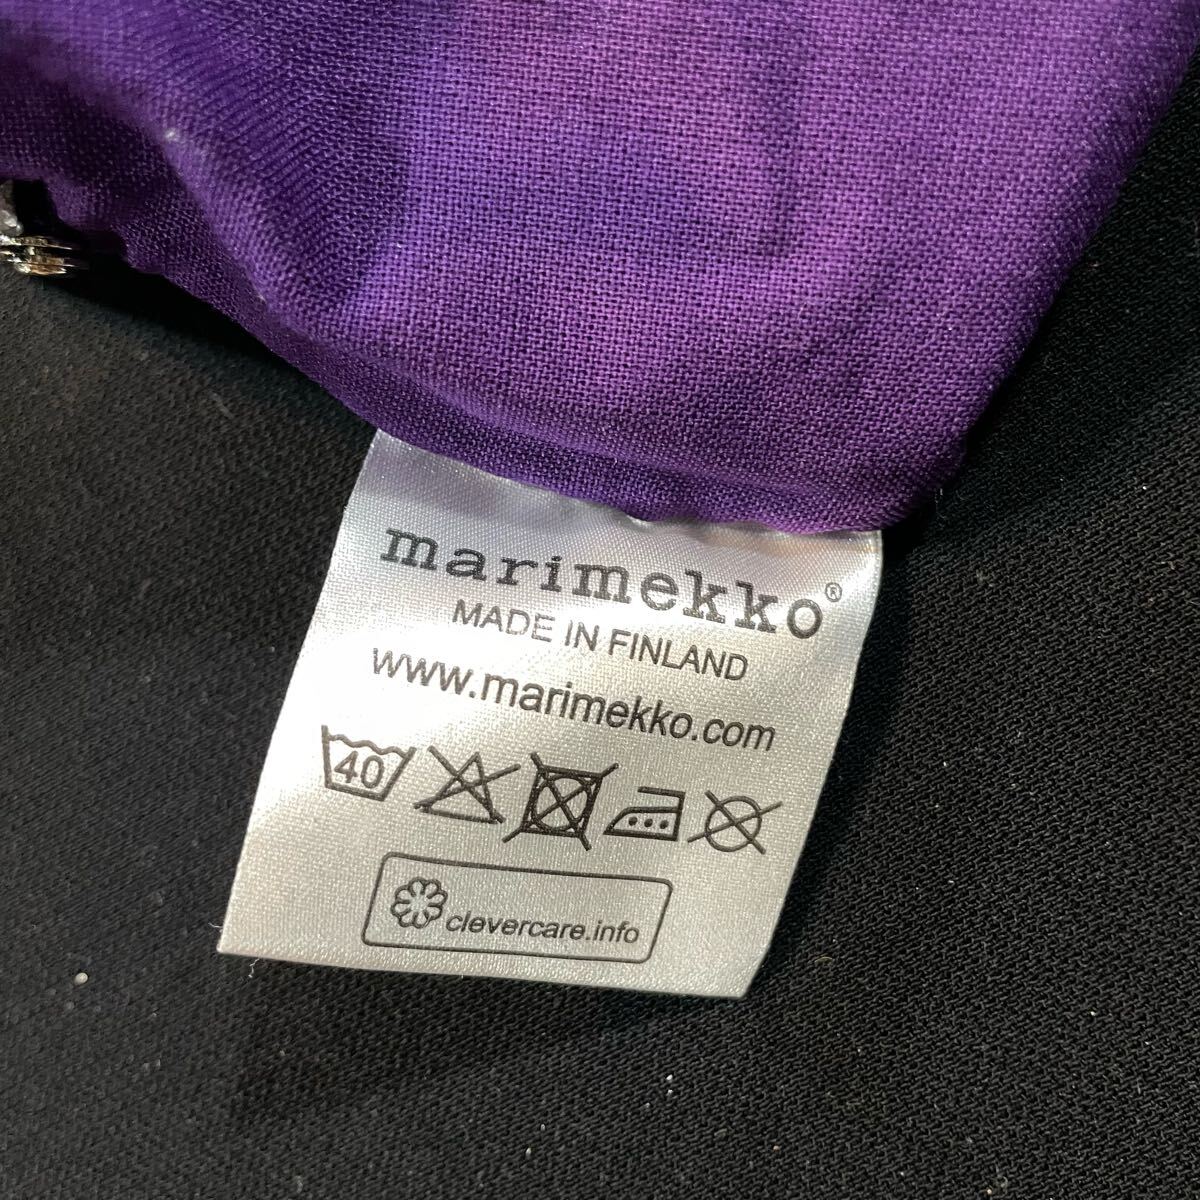 marimekko®
MADE IN FINLAND
www.marimekko.com
40
clevercare.info